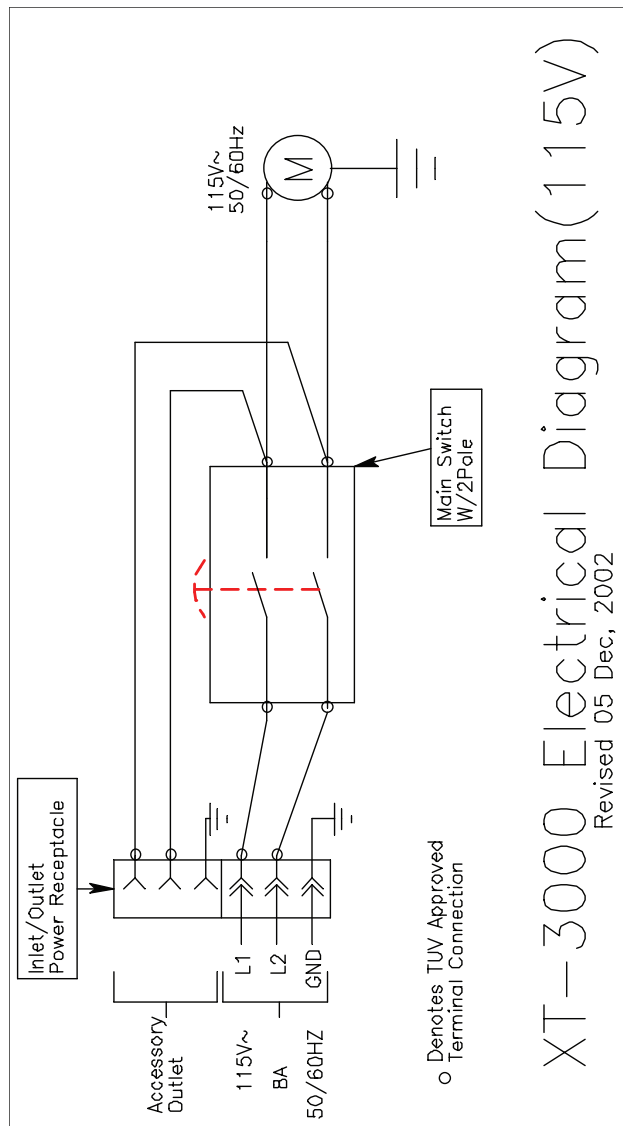 Inlet/Outlet
Power Receptacle
Accessory
Outlet
115V~
BA
50/60HZ
L1
L2
GND
Main Switch
W/2Pole
115V~
50/60Hz
M
o Denotes TUV Approved
Terminal Connection
XT-3000 Electrical Diagram(115V)
Revised 05 Dec, 2002